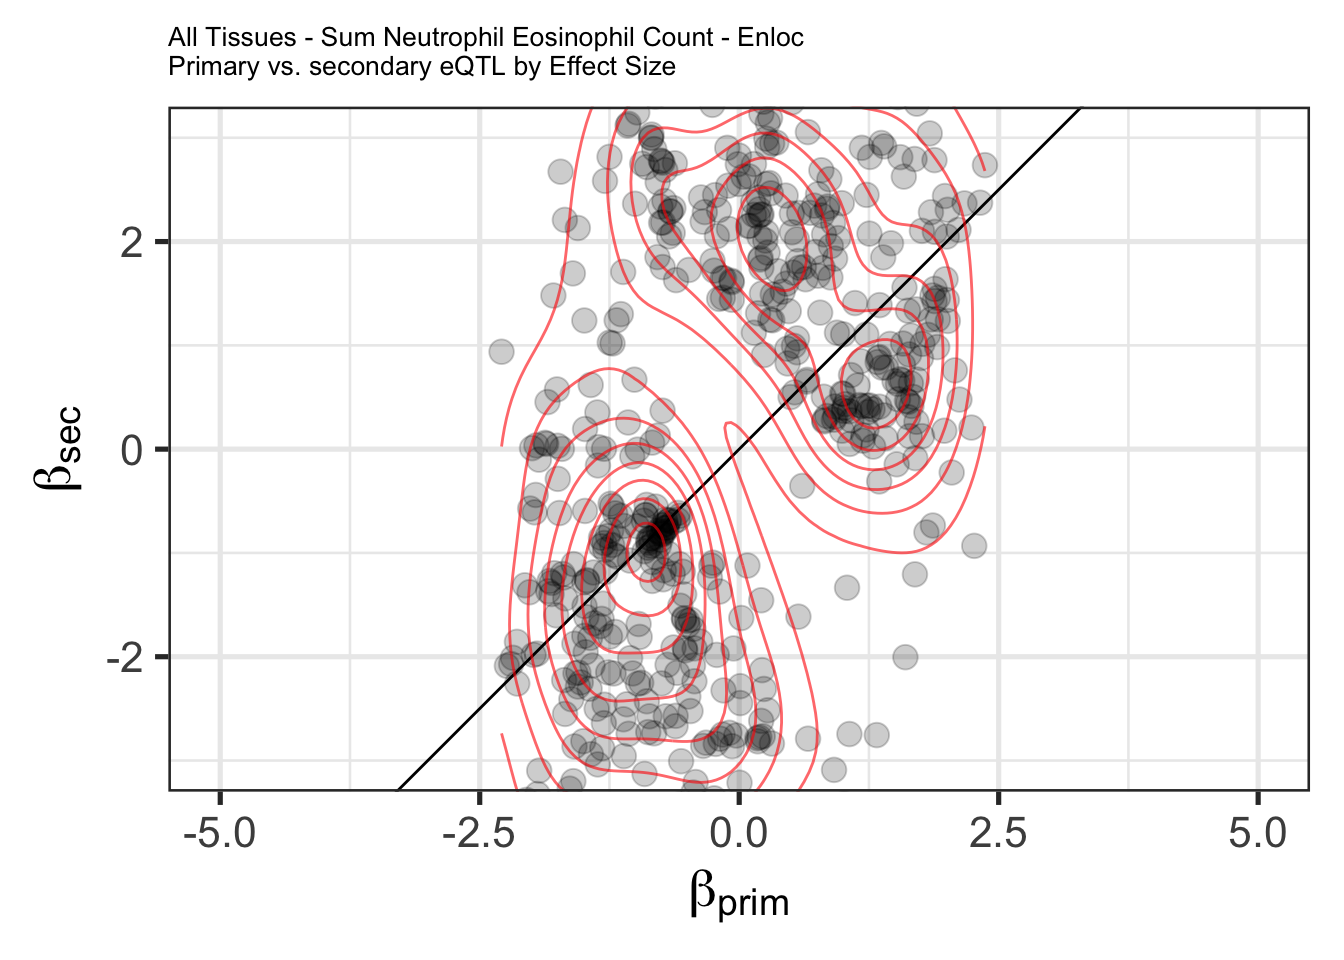 All Tissues - Sum Neutrophil Eosinophil Count - Enloc
Primary vs. secondary eQTL by Effect Size
βsec
2
0
-2
-5.0 -2.5 0.0 2.5 5.0
βprim